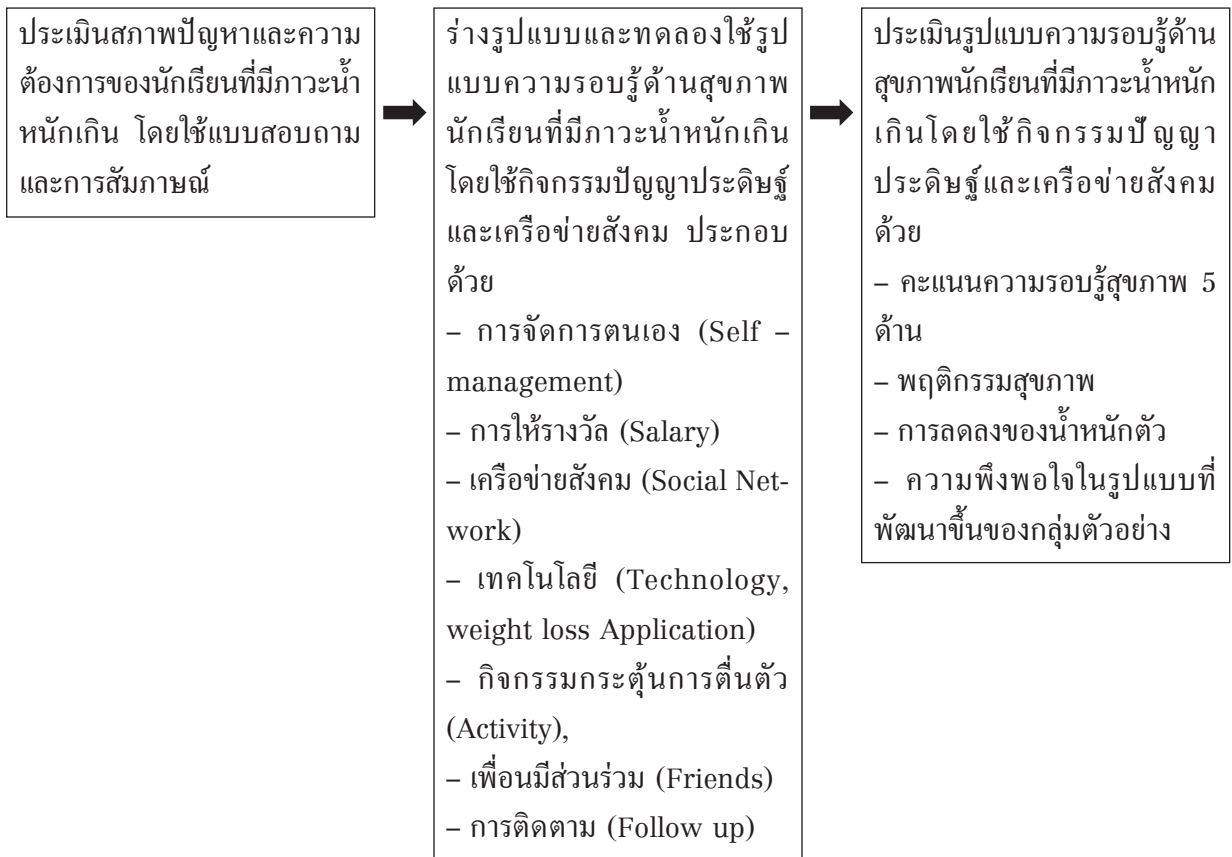 ประเมินสภาพปัญหาและความ
ต้องการของนักเรียนที่มีภาวะน้ำ
หนักเกิน โดยใช้แบบสอบถาม
และการสัมภาษณ์
ร่างรูปแบบและทดลองใช้รูป
แบบความรอบรู้ด้านสุขภาพ
นักเรียนที่มีภาวะน้ำหนักเกิน
โดยใช้กิจกรรมปัญญาประดิษฐ์
และเครือข่ายสังคม ประกอบ
ด้วย
– การจัดการตนเอง (Self –
management)
– การให้รางวัล (Salary)
– เครือข่ายสังคม (Social Net-
work)
– เทคโนโลยี (Technology,
weight loss Application)
– กิจกรรมกระตุ้นการตื่นตัว
(Activity),
– เพื่อนมีส่วนร่วม (Friends)
– การติดตาม (Follow up)
ประเมินรูปแบบความรอบรู้ด้าน
สุขภาพนักเรียนที่มีภาวะน้ำหนัก
เกินโดยใช้กิจกรรมปัญญา
ประดิษฐ์และเครือข่ายสังคม
ด้วย
– คะแนนความรอบรู้สุขภาพ 5
ด้าน
– พฤติกรรมสุขภาพ
– การลดลงของน้ำหนักตัว
– ความพึงพอใจในรูปแบบที่
พัฒนาขึ้นของกลุ่มตัวอย่าง